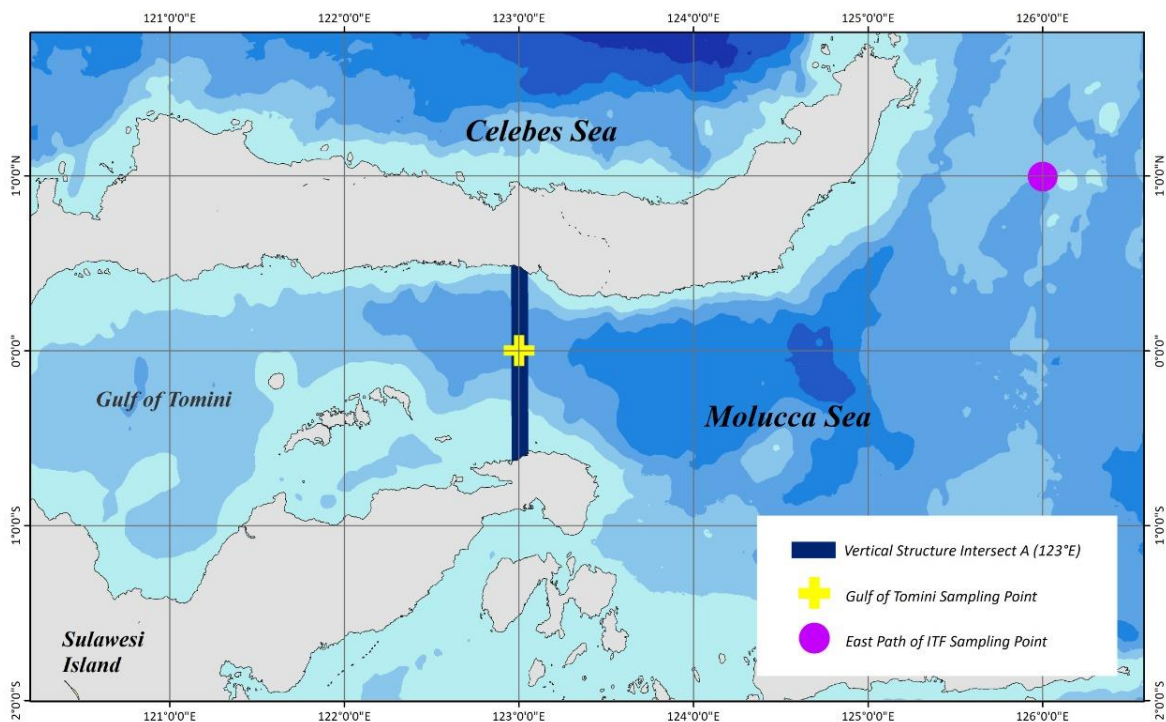 121°0'0"E 122°0'0"E 123°0'0"E 124°0'0"E 125°0'0"E 126°0'0"E
Celebes Sea
1°0'0"N 1°0'0"N
0°0'0" 0°0'0"
Gulf of Tomini
Molucca Sea
1°0'0"S 1°0'0"S
Vertical Structure Intersect A (123°E)
Gulf of Tomini Sampling Point
East Path of ITF Sampling Point
Sulawesi
Island
2°0'0"S 2°0'0"S
121°0'0"E 122°0'0"E 123°0'0"E 124°0'0"E 125°0'0"E 126°0'0"E